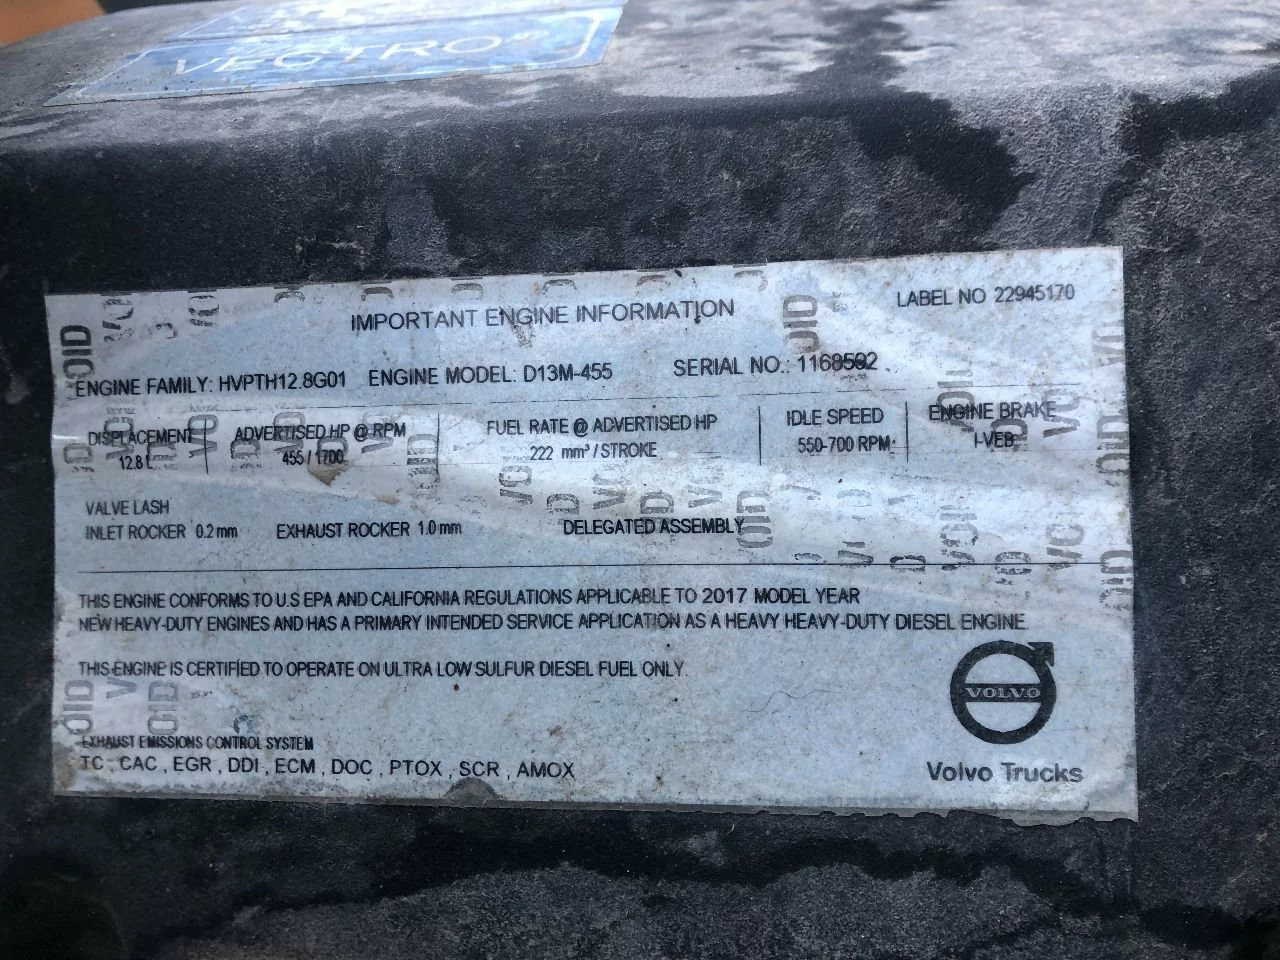 VECTRO
IMPORTANT ENGINE INFORMATION
LABEL NO 22945170
ENGINE FAMILY: HVPTH12.8G01 ENGINE MODEL: D13M-455 SERIAL NO.: 1168592
DISPLACEMENT ADVERTISED HP @ RPM FUEL RATE @ ADVERTISED HP IDLE SPEED ENGINE BRAKE
12.8 L 455 / 1700 222 mm³ / STROKE 550-700 RPM I-VEB
VALVE LASH
INLET ROCKER 0.2 mm EXHAUST ROCKER 1.0 mm DELEGATED ASSEMBLY
THIS ENGINE CONFORMS TO U.S EPA AND CALIFORNIA REGULATIONS APPLICABLE TO 2017 MODEL YEAR
NEW HEAVY-DUTY ENGINES AND HAS A PRIMARY INTENDED SERVICE APPLICATION AS A HEAVY HEAVY-DUTY DIESEL ENGINE.
THIS ENGINE IS CERTIFIED TO OPERATE ON ULTRA LOW SULFUR DIESEL FUEL ONLY.
VOLVO
EXHAUST EMISSIONS CONTROL SYSTEM
TC , CAC , EGR , DDI , ECM , DOC , PTOX , SCR , AMOX
Volvo Trucks